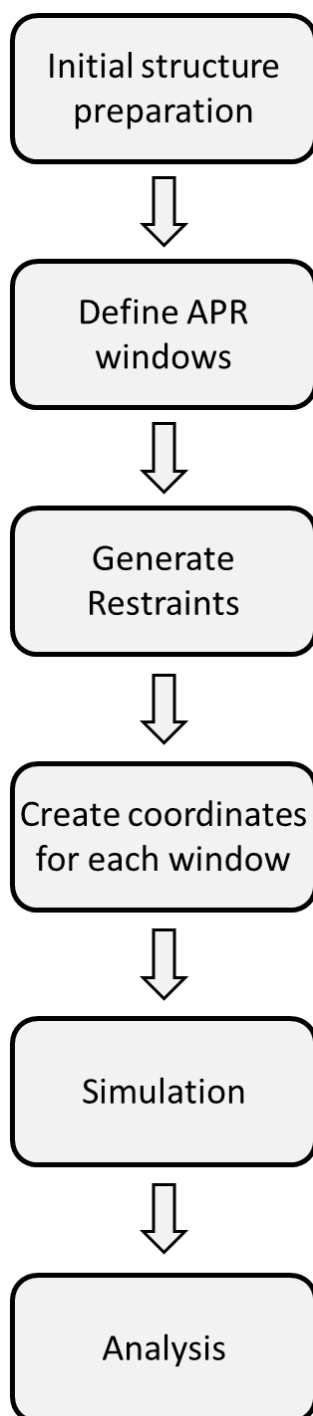 Initial structure
preparation
Define APR
windows
Generate
Restraints
Create coordinates
for each window
Simulation
Analysis